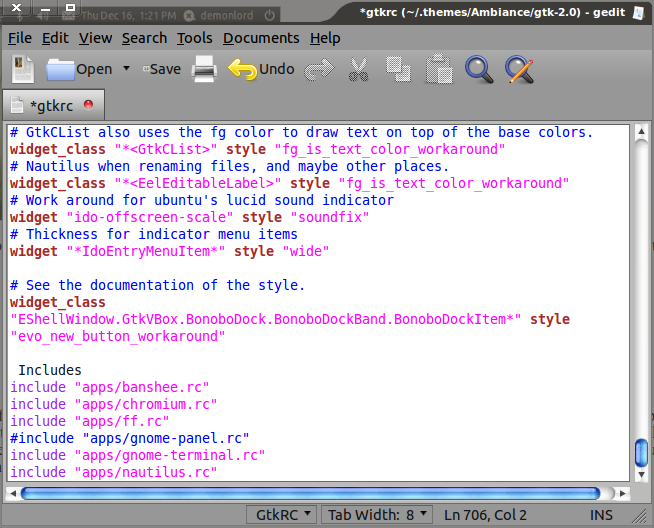 Thu Dec 16, 1:21 PM demonlord
*gtkrc (~/.themes/Ambiance/gtk-2.0) - gedit
File Edit View Search Tools Documents Help
Open Save Undo
*gtkrc
# GtkCList also uses the fg color to draw text on top of the base colors.
widget_class "*<GtkCList>" style "fg_is_text_color_workaround"
# Nautilus when renaming files, and maybe other places.
widget_class "*<EelEditableLabel>" style "fg_is_text_color_workaround"
# Work around for ubuntu's lucid sound indicator
widget "ido-offscreen-scale" style "soundfix"
# Thickness for indicator menu items
widget "*IdoEntryMenuItem*" style "wide"
# See the documentation of the style.
widget_class
"EShellWindow.GtkVBox.BonoboDock.BonoboDockBand.BonoboDockItem*" style
"evo_new_button_workaround"
Includes
include "apps/banshee.rc"
include "apps/chromium.rc"
include "apps/ff.rc"
#include "apps/gnome-panel.rc"
include "apps/gnome-terminal.rc"
include "apps/nautilus.rc"
GtkRC Tab Width: 8 Ln 706, Col 2 INS